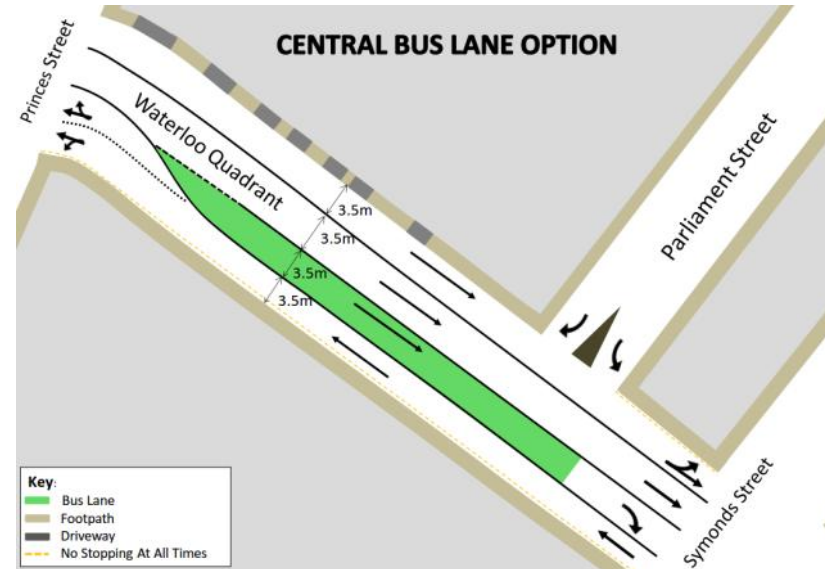 CENTRAL BUS LANE OPTION
Princes Street
Waterloo Quadrant
Parliament Street
3.5m
3.5m
3.5m
3.5m
Symonds Street
Key:
Bus Lane
Footpath
Driveway
No Stopping At All Times